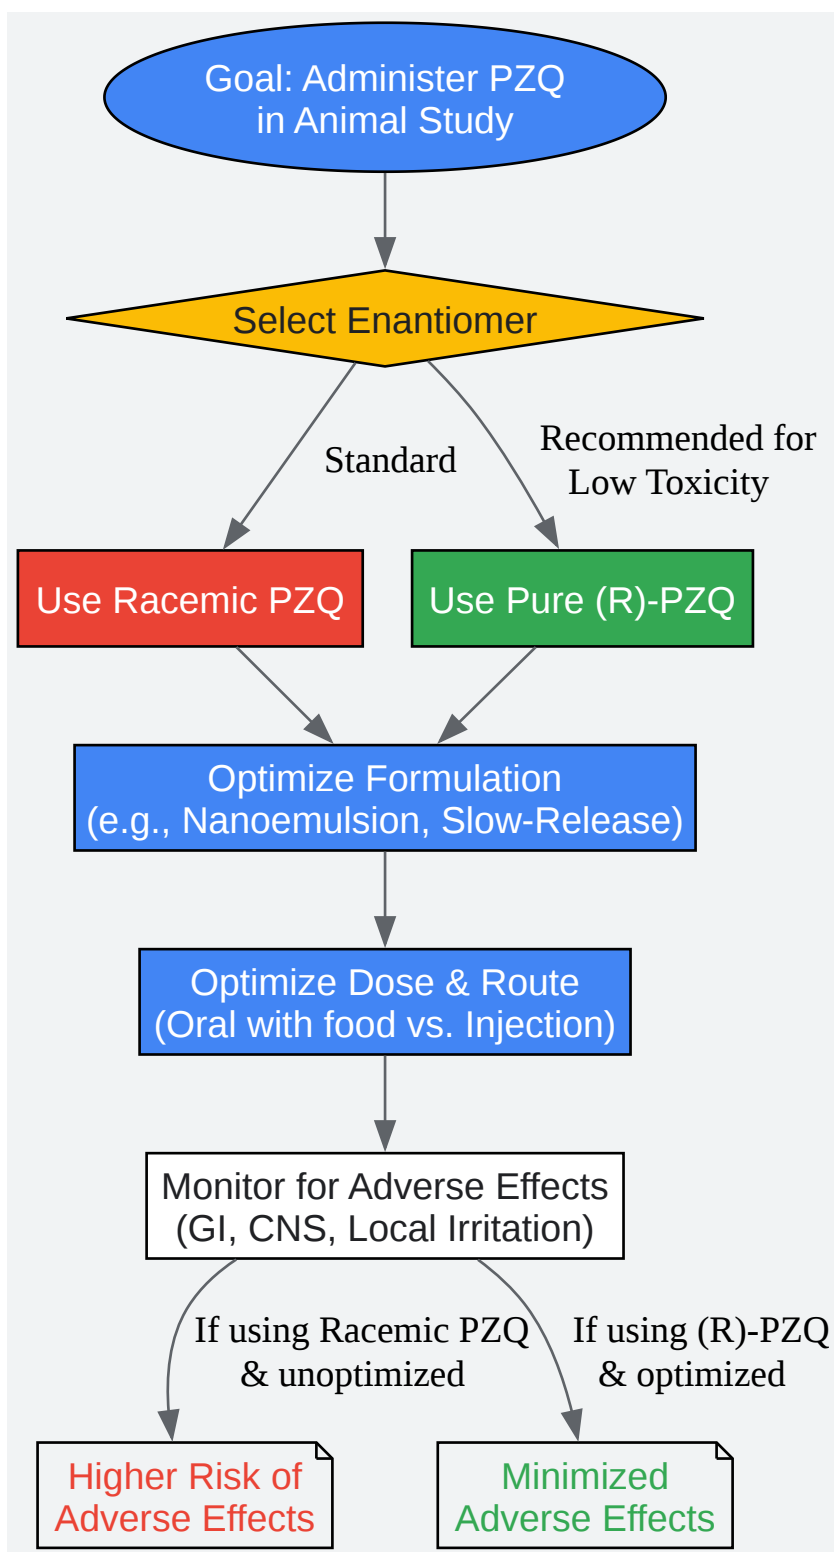 Goal: Administer PZQ
in Animal Study
Select Enantiomer
Standard
Recommended for
Low Toxicity
Use Racemic PZQ
Use Pure (R)-PZQ
Optimize Formulation
(e.g., Nanoemulsion, Slow-Release)
Optimize Dose & Route
(Oral with food vs. Injection)
Monitor for Adverse Effects
(GI, CNS, Local Irritation)
If using Racemic PZQ
& unoptimized
If using (R)-PZQ
& optimized
Higher Risk of
Adverse Effects
Minimized
Adverse Effects